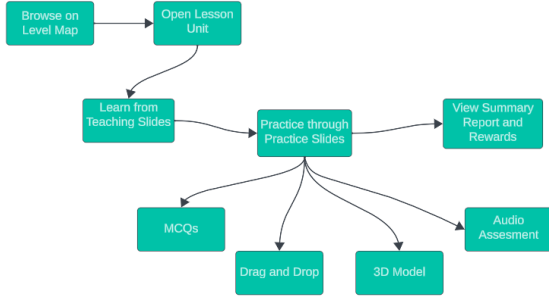 Browse on
Level Map
Open Lesson
Unit
Learn from
Teaching Slides
Practice through
Practice Slides
View Summary
Report and
Rewards
MCQs
Drag and Drop
3D Model
Audio
Assesment